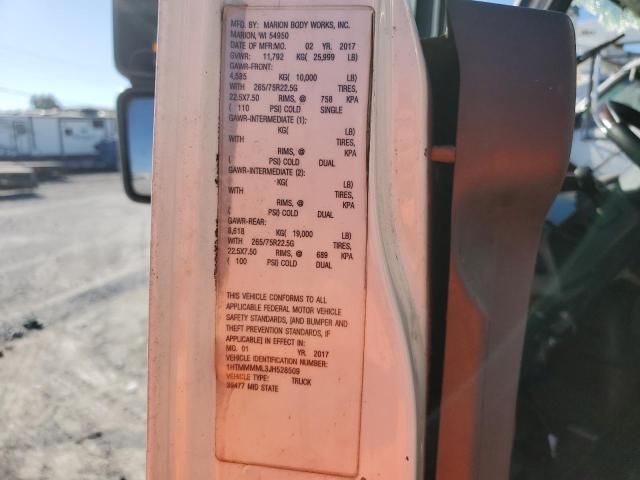 MFG. BY: MARION BODY WORKS, INC.
MARION, WI 54950
DATE OF MFG:MO. 02 YR. 2017
GVWR: 11,792 KG( 25,999 LB)
GAWR-FRONT:
4,535 KG( 10,000 LB)
WITH 265/75R22.5G TIRES,
22.5X7.50 RIMS, @ 758 KPA
( 110 PSI) COLD SINGLE
GAWR-INTERMEDIATE (1):
KG( LB)
WITH TIRES,
RIMS, @ KPA
( PSI) COLD DUAL
GAWR-INTERMEDIATE (2):
KG( LB)
WITH TIRES,
RIMS, @ KPA
( PSI) COLD DUAL
GAWR-REAR:
8,618 KG( 19,000 LB)
WITH 265/75R22.5G TIRES,
22.5X7.50 RIMS, @ 689 KPA
( 100 PSI) COLD DUAL
THIS VEHICLE CONFORMS TO ALL
APPLICABLE FEDERAL MOTOR VEHICLE
SAFETY STANDARDS, [AND BUMPER AND
THEFT PREVENTION STANDARDS, IF
APPLICABLE] IN EFFECT IN:
MO. 01 YR. 2017
VEHICLE IDENTIFICATION NUMBER:
1HTMMMML3JH528509
VEHICLE TYPE: TRUCK
39477 MID STATE